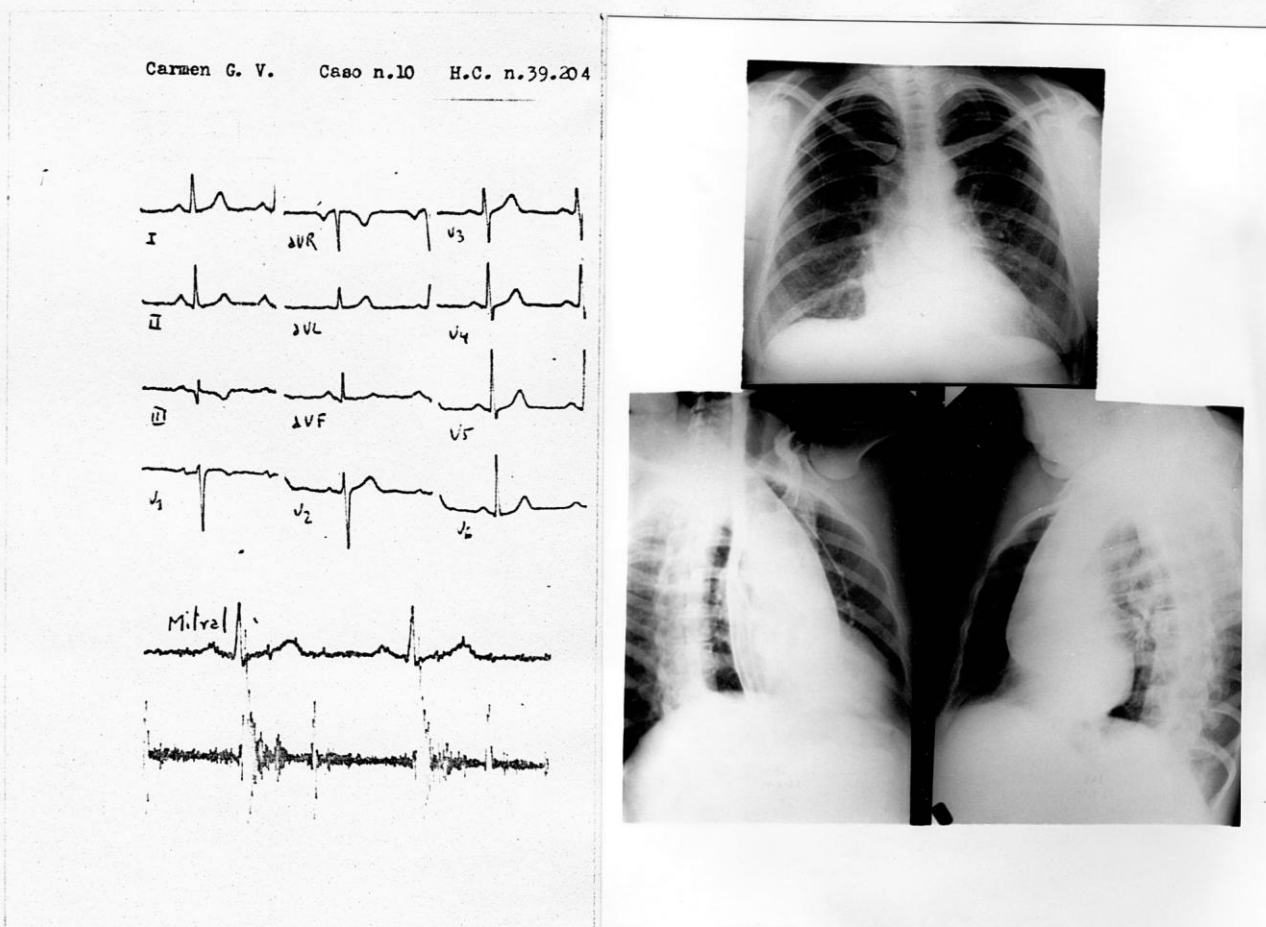 Carmen G. V. Caso n.10 H.C. n.39.204
I aVR V3
II aVL V4
III aVF V5
V1 V2 V6
Mitral